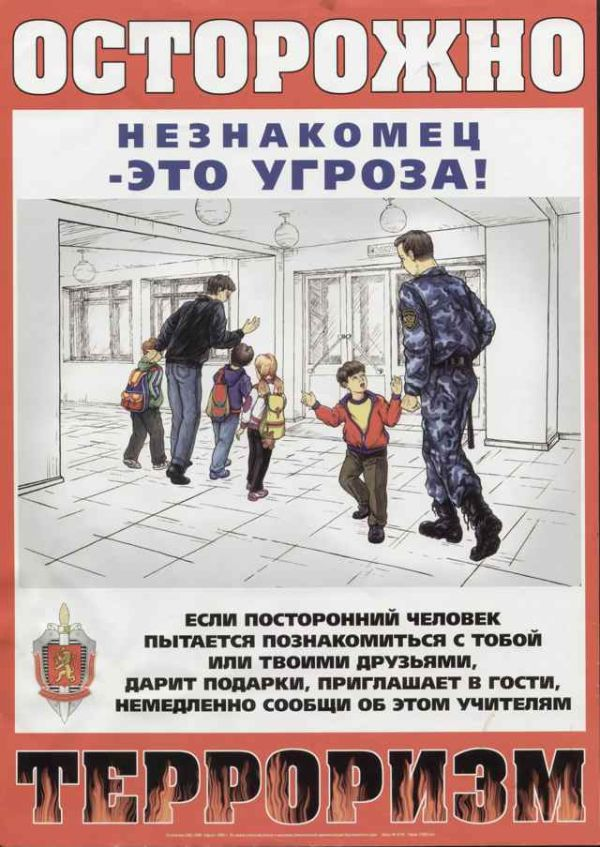 ОСТОРОЖНО
НЕЗНАКОМЕЦ
-ЭТО УГРОЗА!
ЕСЛИ ПОСТОРОННИЙ ЧЕЛОВЕК
ПЫТАЕТСЯ ПОЗНАКОМИТЬСЯ С ТОБОЙ
ИЛИ ТВОИМИ ДРУЗЬЯМИ,
ДАРИТ ПОДАРКИ, ПРИГЛАШАЕТ В ГОСТИ,
НЕМЕДЛЕННО СООБЩИ ОБ ЭТОМ УЧИТЕЛЯМ
ТЕРРОРИЗМ